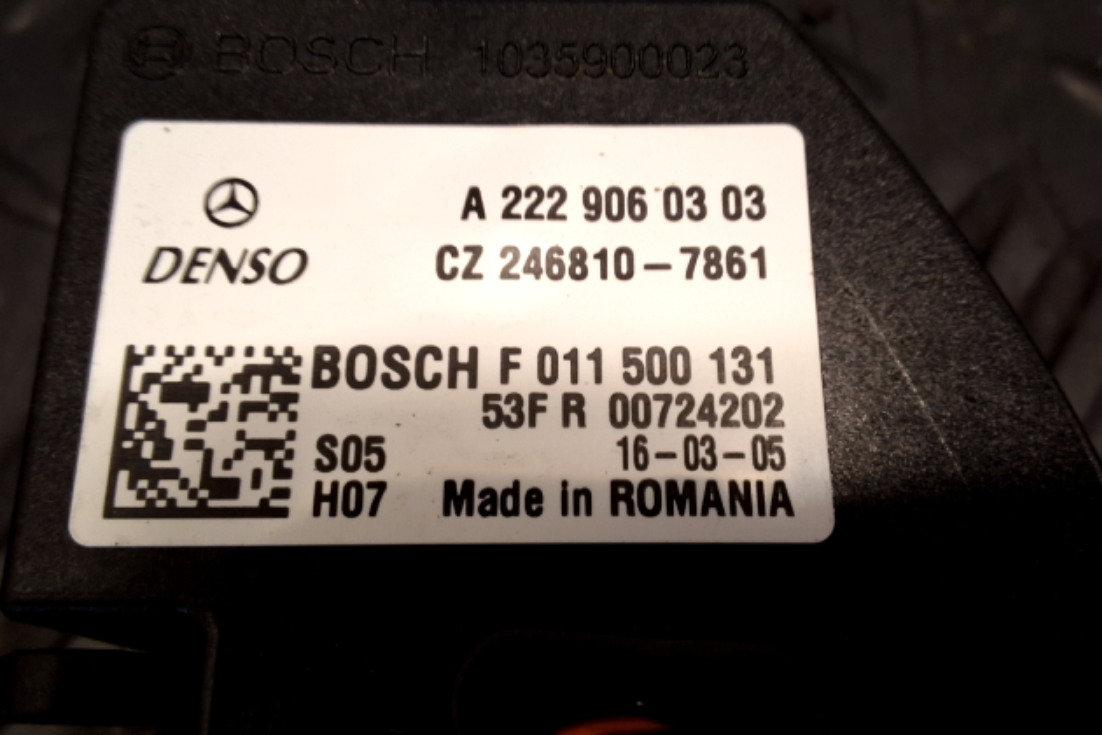 BOSCH 1035900023
A 222 906 03 03
DENSO CZ 246810-7861
BOSCH F 011 500 131
53F R 00724202
S05 16-03-05
H07 Made in ROMANIA